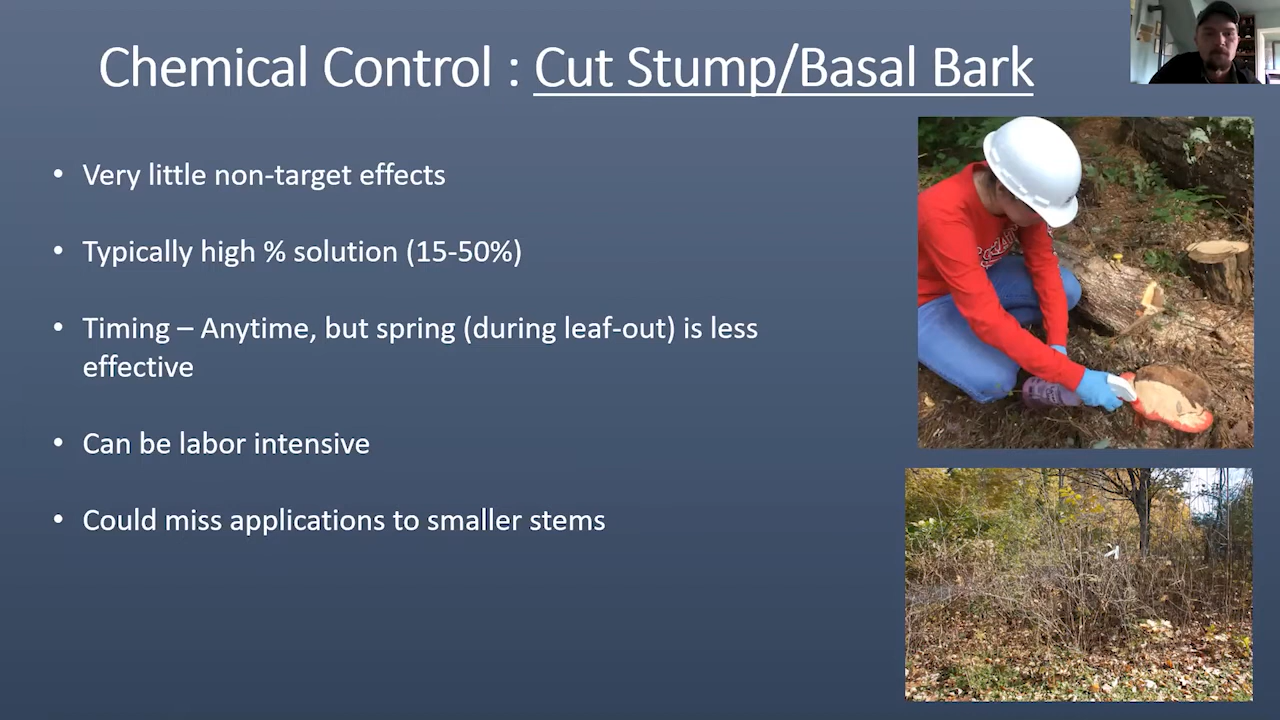 Chemical Control : Cut Stump/Basal Bark
• Very little non-target effects
• Typically high % solution (15-50%)
• Timing – Anytime, but spring (during leaf-out) is less
effective
• Can be labor intensive
• Could miss applications to smaller stems